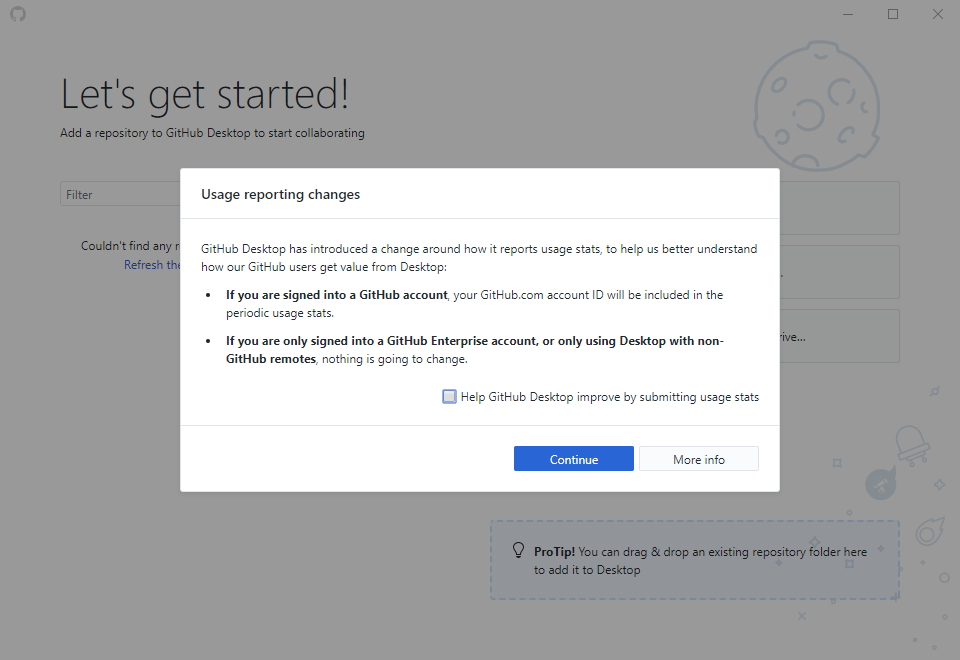 Let's get started!
Add a repository to GitHub Desktop to start collaborating
Filter
Couldn't find any
Refresh
Usage reporting changes
GitHub Desktop has introduced a change around how it reports usage stats, to help us better understand
how our GitHub users get value from Desktop:
If you are signed into a GitHub account, your GitHub.com account ID will be included in the
periodic usage stats.
If you are only signed into a GitHub Enterprise account, or only using Desktop with non-
GitHub remotes, nothing is going to change.
Help GitHub Desktop improve by submitting usage stats
Continue
More info
ProTip! You can drag & drop an existing repository folder here
to add it to Desktop